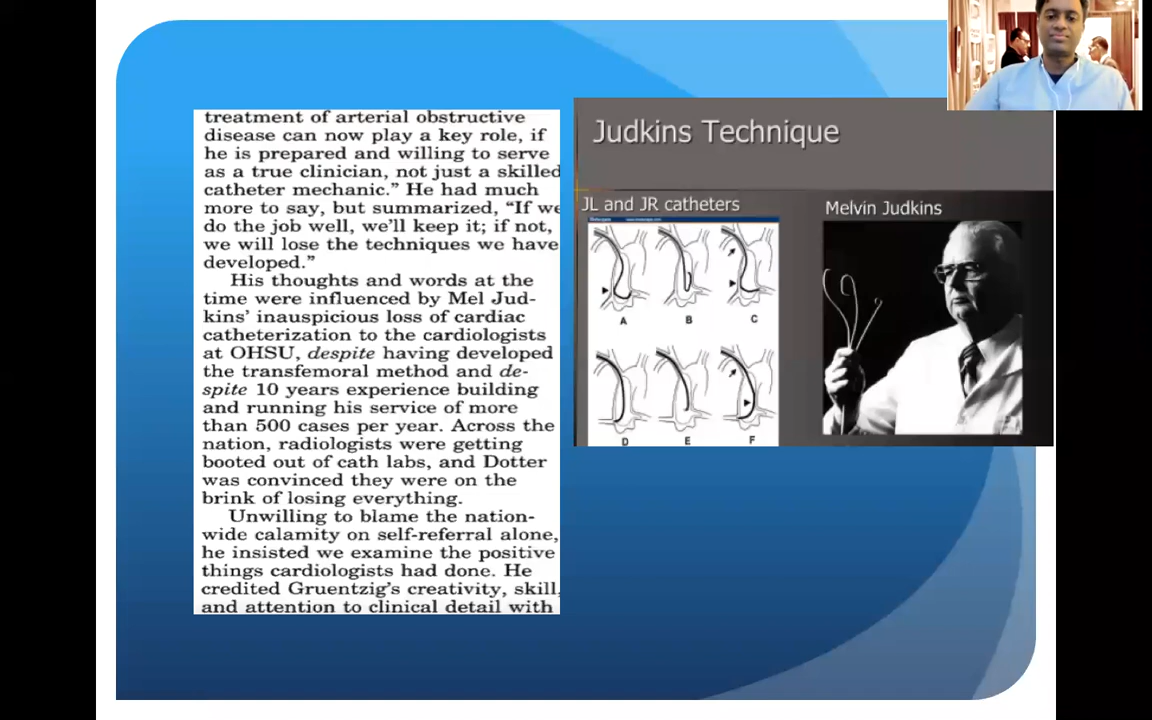 treatment of arterial obstructive
disease can now play a key role, if
he is prepared and willing to serve
as a true clinician, not just a skilled
catheter mechanic.” He had much
more to say, but summarized, “If we
do the job well, we’ll keep it; if not,
we will lose the techniques we have
developed.”
His thoughts and words at the
time were influenced by Mel Jud-
kins’ inauspicious loss of cardiac
catheterization to the cardiologists
at OHSU, despite having developed
the transfemoral method and de-
spite 10 years experience building
and running his service of more
than 500 cases per year. Across the
nation, radiologists were getting
booted out of cath labs, and Dotter
was convinced they were on the
brink of losing everything.
Unwilling to blame the nation-
wide calamity on self-referral alone,
he insisted we examine the positive
things cardiologists had done. He
credited Gruentzig’s creativity, skill,
and attention to clinical detail with
Judkins Technique
JL and JR catheters
A B C
D E F
Melvin Judkins